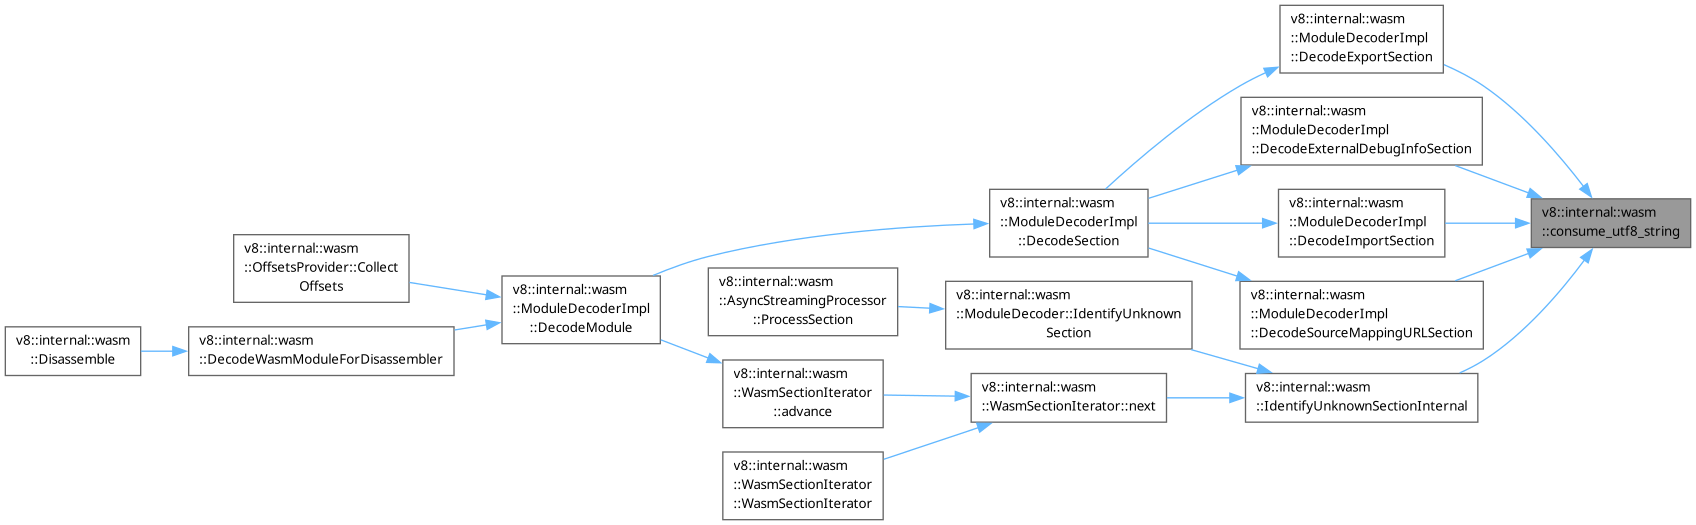 v8::internal::wasm
::ModuleDecoderImpl
::DecodeExportSection
v8::internal::wasm
::ModuleDecoderImpl
::DecodeExternalDebugInfoSection
v8::internal::wasm
::ModuleDecoderImpl
::DecodeSection
v8::internal::wasm
::ModuleDecoderImpl
::DecodeImportSection
v8::internal::wasm
::consume_utf8_string
v8::internal::wasm
::OffsetsProvider::Collect
Offsets
v8::internal::wasm
::ModuleDecoderImpl
::DecodeModule
v8::internal::wasm
::AsyncStreamingProcessor
::ProcessSection
v8::internal::wasm
::ModuleDecoder::IdentifyUnknown
Section
v8::internal::wasm
::ModuleDecoderImpl
::DecodeSourceMappingURLSection
v8::internal::wasm
::Disassemble
v8::internal::wasm
::DecodeWasmModuleForDisassembler
v8::internal::wasm
::WasmSectionIterator
::advance
v8::internal::wasm
::WasmSectionIterator::next
v8::internal::wasm
::IdentifyUnknownSectionInternal
v8::internal::wasm
::WasmSectionIterator
::WasmSectionIterator